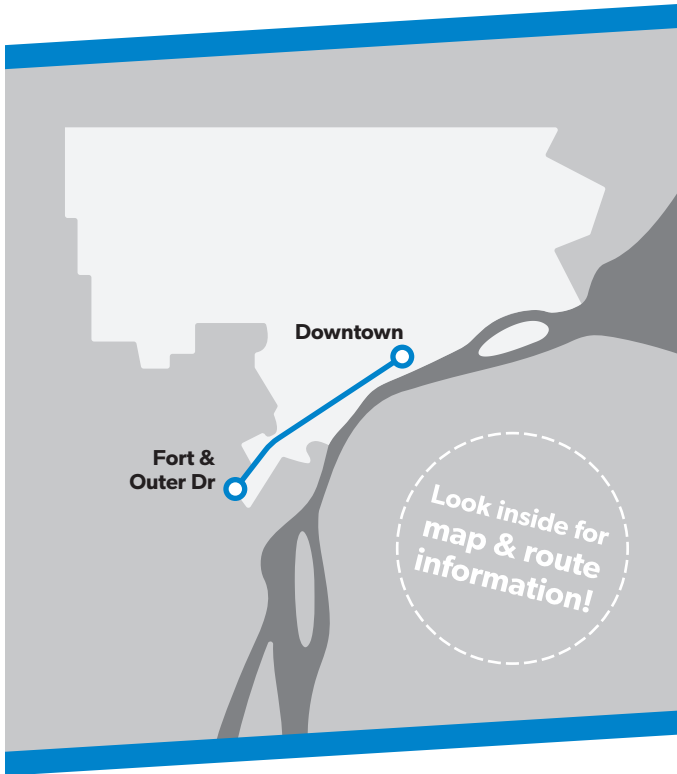 Downtown
Fort &
Outer Dr
Look inside for
map & route
information!